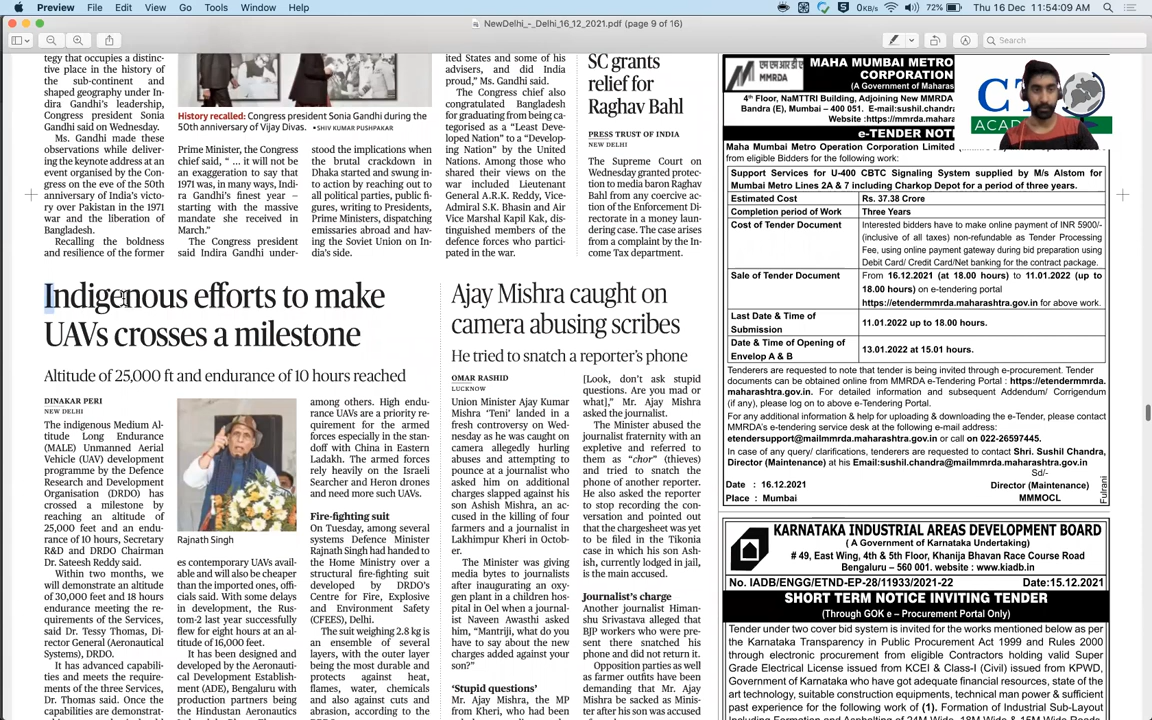 Preview File Edit View Go Tools Window Help
0KB/s 72% Thu 16 Dec 11:54:09 AM
NewDelhi_-_Delhi_16_12_2021.pdf (page 9 of 16)
Search
tegy that occupies a distinc-
tive place in the history of
the sub-continent and
shaped geography under In-
dira Gandhi's leadership,
Congress president Sonia
Gandhi said on Wednesday.
Ms. Gandhi made these
observations while deliver-
ing the keynote address at an
event organised by the Con-
gress on the eve of the 50th
anniversary of India's victo-
ry over Pakistan in the 1971
war and the liberation of
Bangladesh.
Recalling the boldness
and resilience of the former
History recalled: Congress president Sonia Gandhi during the
50th anniversary of Vijay Divas. • SHIV KUMAR PUSHPAKAR
Prime Minister, the Congress
chief said, “ ... it will not be
an exaggeration to say that
1971 was, in many ways, Indi-
ra Gandhi's finest year –
starting with the massive
mandate she received in
March.”
The Congress president
said Indira Gandhi under-
stood the implications when
the brutal crackdown in
Dhaka started and swung in-
to action by reaching out to
all political parties, public fi-
gures, writing to Presidents,
Prime Ministers, dispatching
emissaries abroad and hav-
ing the Soviet Union on In-
dia's side.
ited States and some of his
advisers, and did India
proud,” Ms. Gandhi said.
The Congress chief also
congratulated Bangladesh
for graduating from being ca-
tegorised as a “Least Deve-
loped Nation” to a “Develop-
ing Nation” by the United
Nations. Among those who
shared their views on the
war included Lieutenant
General A.R.K. Reddy, Vice-
Admiral S.K. Bhasin and Air
Vice Marshal Kapil Kak, dis-
tinguished members of the
defence forces who partici-
pated in the war.
SC grants
relief for
Raghav Bahl
PRESS TRUST OF INDIA
NEW DELHI
The Supreme Court on
Wednesday granted protec-
tion to media baron Raghav
Bahl from any coercive ac-
tion of the Enforcement Di-
rectorate in a money laun-
dering case. The case arises
from a complaint by the In-
come Tax department.
Indigenous efforts to make
UAVs crosses a milestone
Altitude of 25,000 ft and endurance of 10 hours reached
DINAKAR PERI
NEW DELHI
The indigenous Medium Al-
titude Long Endurance
(MALE) Unmanned Aerial
Vehicle (UAV) development
programme by the Defence
Research and Development
Organisation (DRDO) has
crossed a milestone by
reaching an altitude of
25,000 feet and an endu-
rance of 10 hours, Secretary
R&D and DRDO Chairman
Dr. Sateesh Reddy said.
Within two months, we
will demonstrate altitude
of 30,000 feet and 18 hours
endurance meeting the re-
quirements of the Services,
said Dr. Tessy Thomas, Di-
rector General (Aeronautical
Systems), DRDO.
It has advanced capabili-
ties and meets the require-
ments of the three Services,
Dr. Thomas said. Once the
capabilities are demonstrat-
Rajnath Singh
es contemporary UAVs avail-
able and will also be cheaper
than the imported ones, offi-
cials said. With some delays
in development, the Rus-
tom-2 last year successfully
flew for eight hours at an al-
titude of 16,000 feet.
It has been designed and
developed by the Aeronauti-
cal Development Establish-
ment (ADE), Bengaluru with
production partners being
the Hindustan Aeronautics
among others. High endu-
rance UAVs are a priority re-
quirement for the armed
forces especially in the stan-
doff with China in Eastern
Ladakh. The armed forces
rely heavily on the Israeli
Searcher and Heron drones
and need more such UAVs.
Fire-fighting suit
On Tuesday, among several
systems Defence Minister
Rajnath Singh had handed to
the Home Ministry over a
structural fire-fighting suit
developed by DRDO's
Centre for Fire, Explosive
and Environment Safety
(CFEES), Delhi.
The suit weighing 2.8 kg is
an ensemble of several
layers, with the outer layer
being the most durable and
protects against heat,
flames, water, chemicals
and also against cuts and
abrasion, according to the
Ajay Mishra caught on
camera abusing scribes
He tried to snatch a reporter's phone
OMAR RASHID
LUCKNOW
Union Minister Ajay Kumar
Mishra ‘Teni’ landed in a
fresh controversy on Wed-
nesday as he was caught on
camera allegedly hurling
abuses and attempting to
pounce at a journalist who
asked him on additional
charges slapped against his
son Ashish Mishra, an ac-
cused in the killing of four
farmers and a journalist in
Lakhimpur Kheri in Octob-
er.
The Minister was giving
media bytes to journalists
after inaugurating an oxy-
gen plant in a children hos-
pital in Oel when a journal-
ist Naveen Awasthi asked
him, “Mantriji, what do you
have to say about the new
charges added against your
son?”
‘Stupid questions’
Mr. Ajay Mishra, the MP
from Kheri, who had been
[Look, don't ask stupid
questions. Are you mad or
what],” Mr. Ajay Mishra
asked the journalist.
The Minister abused the
journalist fraternity with an
expletive and referred to
them as “chor” (thieves)
and tried to snatch the
phone of another reporter.
He also asked the reporter
to stop recording the con-
versation and pointed out
that the chargesheet was yet
to be filed in the Tikonia
case in which his son Ash-
ish, currently lodged in jail,
is the main accused.
Journalist's charge
Another journalist Himan-
shu Srivastava alleged that
BJP workers who were pre-
sent there snatched his
phone and did not return it.
Opposition parties as well
as farmer outfits have been
demanding that Mr. Ajay
Mishra be sacked as Minis-
ter after his son was accused
MMRDA
MAHA MUMBAI METRO
CORPORATION
(A Government of Maharas
4th Floor, NaMTTRI Building, Adjoining New MMRDA
Bandra (E), Mumbai – 400 051. E-mail:sushil.chandra
Website :https://mmrda
e-TENDER NOTI
Maha Mumbai Metro Operation Corporation Limited
from eligible Bidders for the following work:
Support Services for U-400 CBTC Signaling System supplied by M/s Alstom for
Mumbai Metro Lines 2A & 7 including Charkop Depot for a period of three years.
Estimated Cost Rs. 37.38 Crore
Completion period of Work Three Years
Cost of Tender Document Interested bidders have to make online payment of INR 5900/-
(inclusive of all taxes) non-refundable as Tender Processing
Fee, using online payment gateway during bid preparation using
Debit Card/ Credit Card/Net banking for the contract package.
Sale of Tender Document From 16.12.2021 (at 18.00 hours) to 11.01.2022 (up to
18.00 hours) on e-tendering portal
https://etendermmrda.maharashtra.gov.in for above work.
Last Date & Time of
Submission 11.01.2022 up to 18.00 hours.
Date & Time of Opening of
Envelop A & B 13.01.2022 at 15.01 hours.
Tenderers are requested to note that tender is being invited through e-procurement. Tender
documents can be obtained online from MMRDA e-Tendering Portal : https://etendermmrda.
maharashtra.gov.in. For detailed information and subsequent Addendum/ Corrigendum
(if any), please log on to above e-Tendering Portal.
For any additional information & help for uploading & downloading the e-Tender, please contact
MMRDA's e-tendering service desk at the following e-mail address:
etendersupport@mailmmrda.maharashtra.gov.in or call on 022-26597445.
In case of any query/ clarifications, tenderers are requested to contact Shri. Sushil Chandra,
Director (Maintenance) at his Email:sushil.chandra@mailmmrda.maharashtra.gov.in
Sd/-
Date : 16.12.2021 Director (Maintenance)
Place : Mumbai MMMOCL
Fulrani
KARNATAKA INDUSTRIAL AREAS DEVELOPMENT BOARD
( A Government of Karnataka Undertaking)
# 49, East Wing, 4th & 5th Floor, Khanija Bhavan Race Course Road
Bengaluru – 560 001. website : www.kiadb.in
No. IADB/ENGG/ETND-EP-28/11933/2021-22 Date:15.12.2021
SHORT TERM NOTICE INVITING TENDER
(Through GOK e – Procurement Portal Only)
Tender under two cover bid system is invited for the works mentioned below as per
the Karnataka Transparency in Public Procurement Act 1999 and Rules 2000
through electronic procurement from eligible Contractors holding valid Super
Grade Electrical License issued from KCEI & Class-I (Civil) issued from KPWD,
Government of Karnataka who have got adequate financial resources, state of the
art technology, suitable construction equipments, technical man power & sufficient
past experience for the following work of (1). Formation of Industrial Sub-Layout